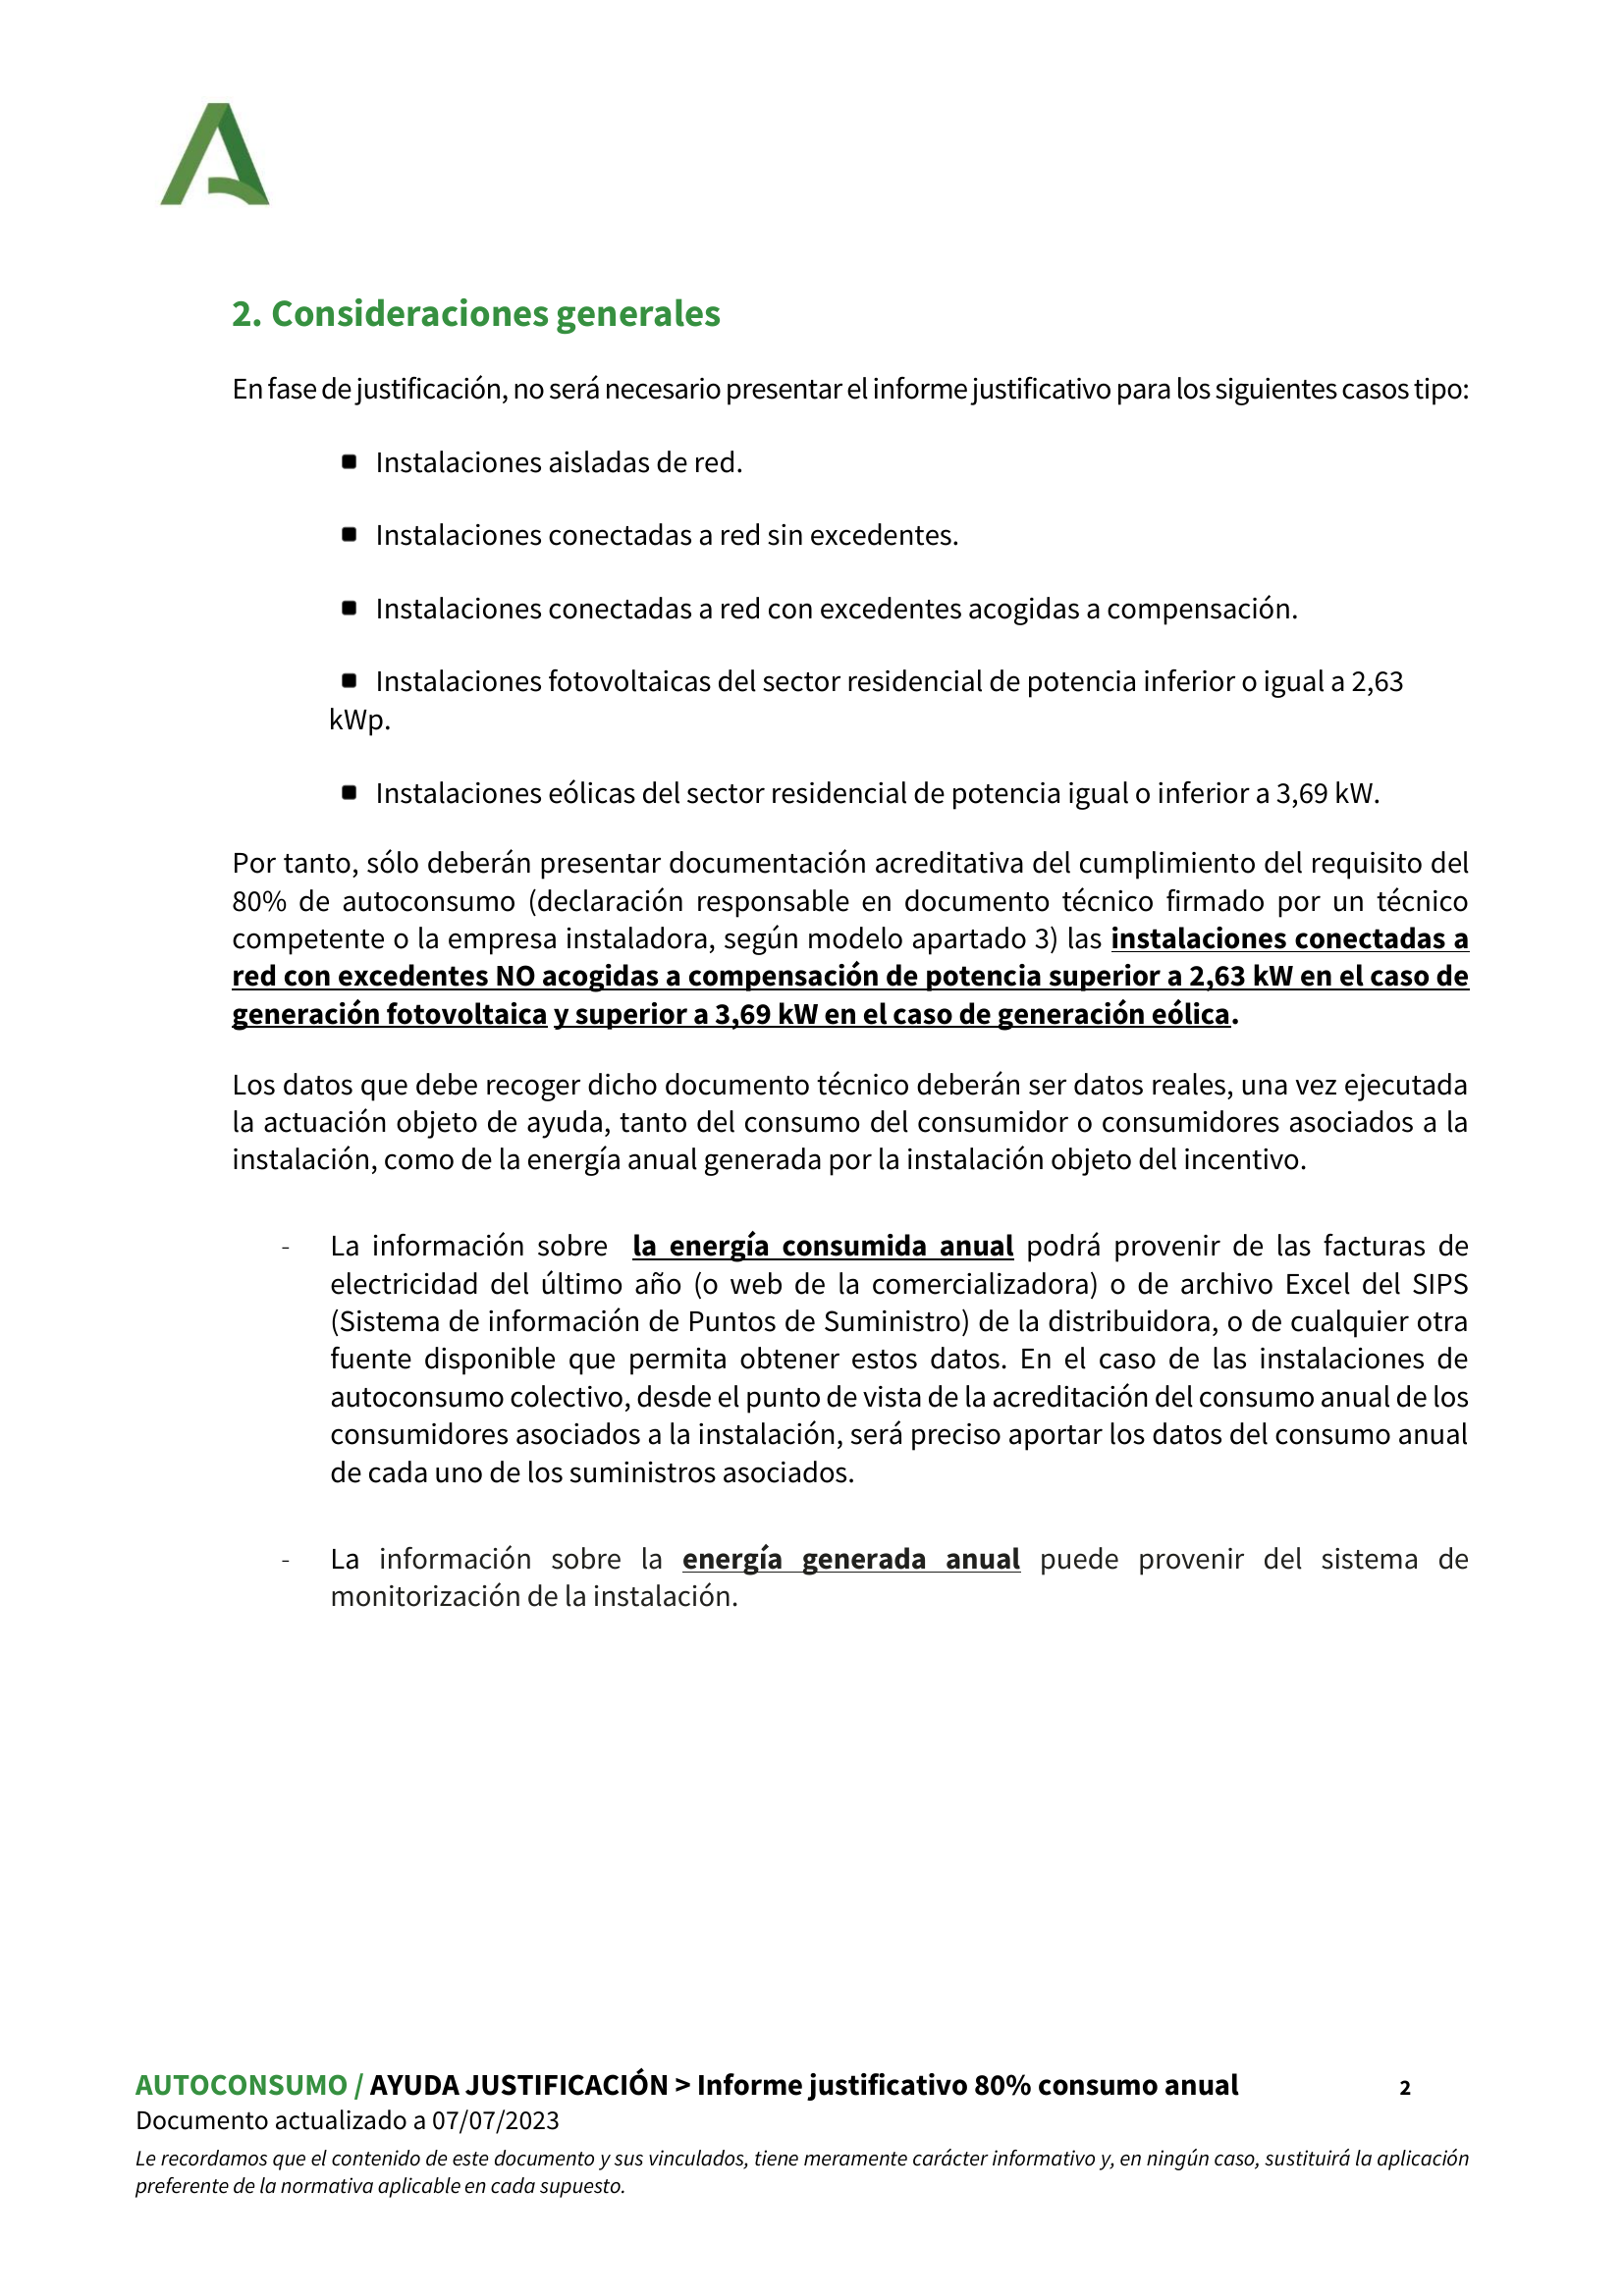 2. Consideraciones generales
En fase de justificación, no será necesario presentar el informe justificativo para los siguientes casos tipo:
Instalaciones aisladas de red.
Instalaciones conectadas a red sin excedentes.
Instalaciones conectadas a red con excedentes acogidas a compensación.
Instalaciones fotovoltaicas del sector residencial de potencia inferior o igual a 2,63
kWp.
Instalaciones eólicas del sector residencial de potencia igual o inferior a 3,69 kW.
Por tanto, sólo deberán presentar documentación acreditativa del cumplimiento del requisito del
80% de autoconsumo (declaración responsable en documento técnico firmado por un técnico
competente o la empresa instaladora, según modelo apartado 3) las instalaciones conectadas a
red con excedentes NO acogidas a compensación de potencia superior a 2,63 kW en el caso de
generación fotovoltaica y superior a 3,69 kW en el caso de generación eólica.
Los datos que debe recoger dicho documento técnico deberán ser datos reales, una vez ejecutada
la actuación objeto de ayuda, tanto del consumo del consumidor o consumidores asociados a la
instalación, como de la energía anual generada por la instalación objeto del incentivo.
- La información sobre la energía consumida anual podrá provenir de las facturas de
electricidad del último año (o web de la comercializadora) o de archivo Excel del SIPS
(Sistema de información de Puntos de Suministro) de la distribuidora, o de cualquier otra
fuente disponible que permita obtener estos datos. En el caso de las instalaciones de
autoconsumo colectivo, desde el punto de vista de la acreditación del consumo anual de los
consumidores asociados a la instalación, será preciso aportar los datos del consumo anual
de cada uno de los suministros asociados.
- La información sobre la energía generada anual puede provenir del sistema de
monitorización de la instalación.
AUTOCONSUMO / AYUDA JUSTIFICACIÓN > Informe justificativo 80% consumo anual 2
Documento actualizado a 07/07/2023
Le recordamos que el contenido de este documento y sus vinculados, tiene meramente carácter informativo y, en ningún caso, sustituirá la aplicación
preferente de la normativa aplicable en cada supuesto.